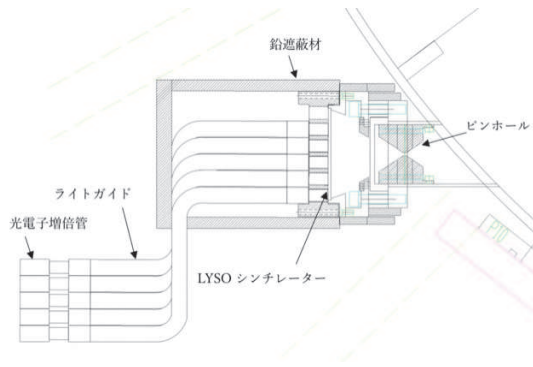 鉛遮蔽材
ピンホール
ライトガイド
光電子増倍管
LYSO シンチレーター